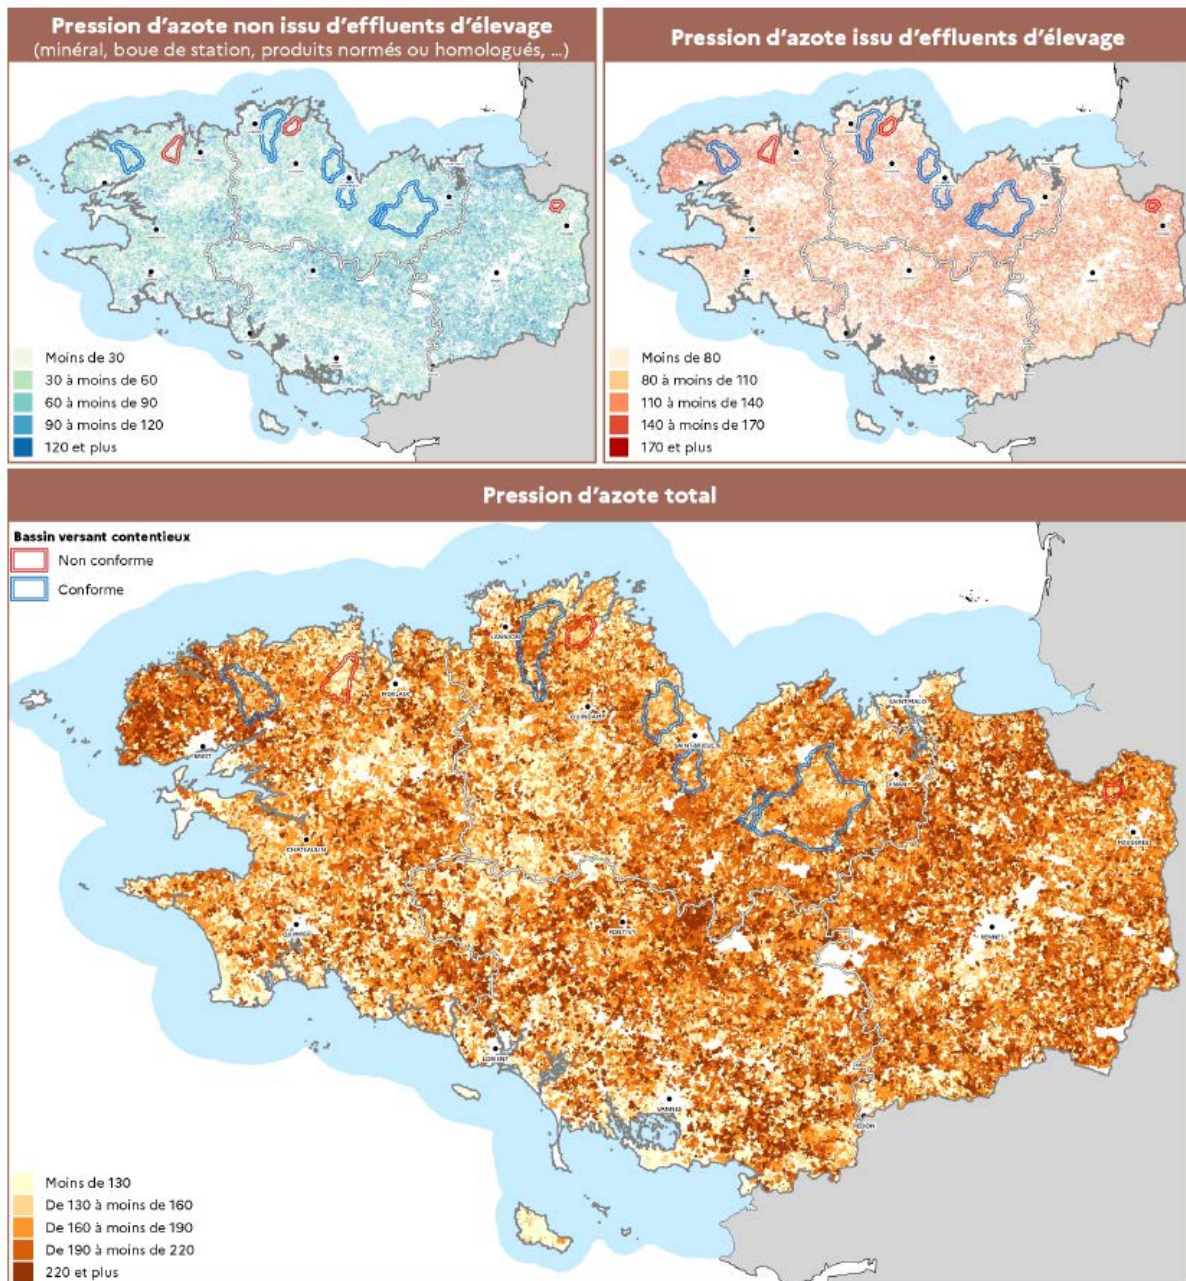 Pression d'azote non issu d'effluents d'élevage
(minéral, boue de station, produits normés ou homologués, ...)
Moins de 30
30 à moins de 60
60 à moins de 90
90 à moins de 120
120 et plus
Pression d'azote issu d'effluents d'élevage
Moins de 80
80 à moins de 110
110 à moins de 140
140 à moins de 170
170 et plus
Pression d'azote total
Bassin versant contentieux
Non conforme
Conforme
LANNION
MORLAIX
GUINGAMP
SAINT-BRIEUC
SAINT-MALO
DINAN
BREST
FOUGERES
CHATEAULIN
QUIMPER
PONTIVY
RENNES
LORIENT
VANNES
REDON
Moins de 130
De 130 à moins de 160
De 160 à moins de 190
De 190 à moins de 220
220 et plus